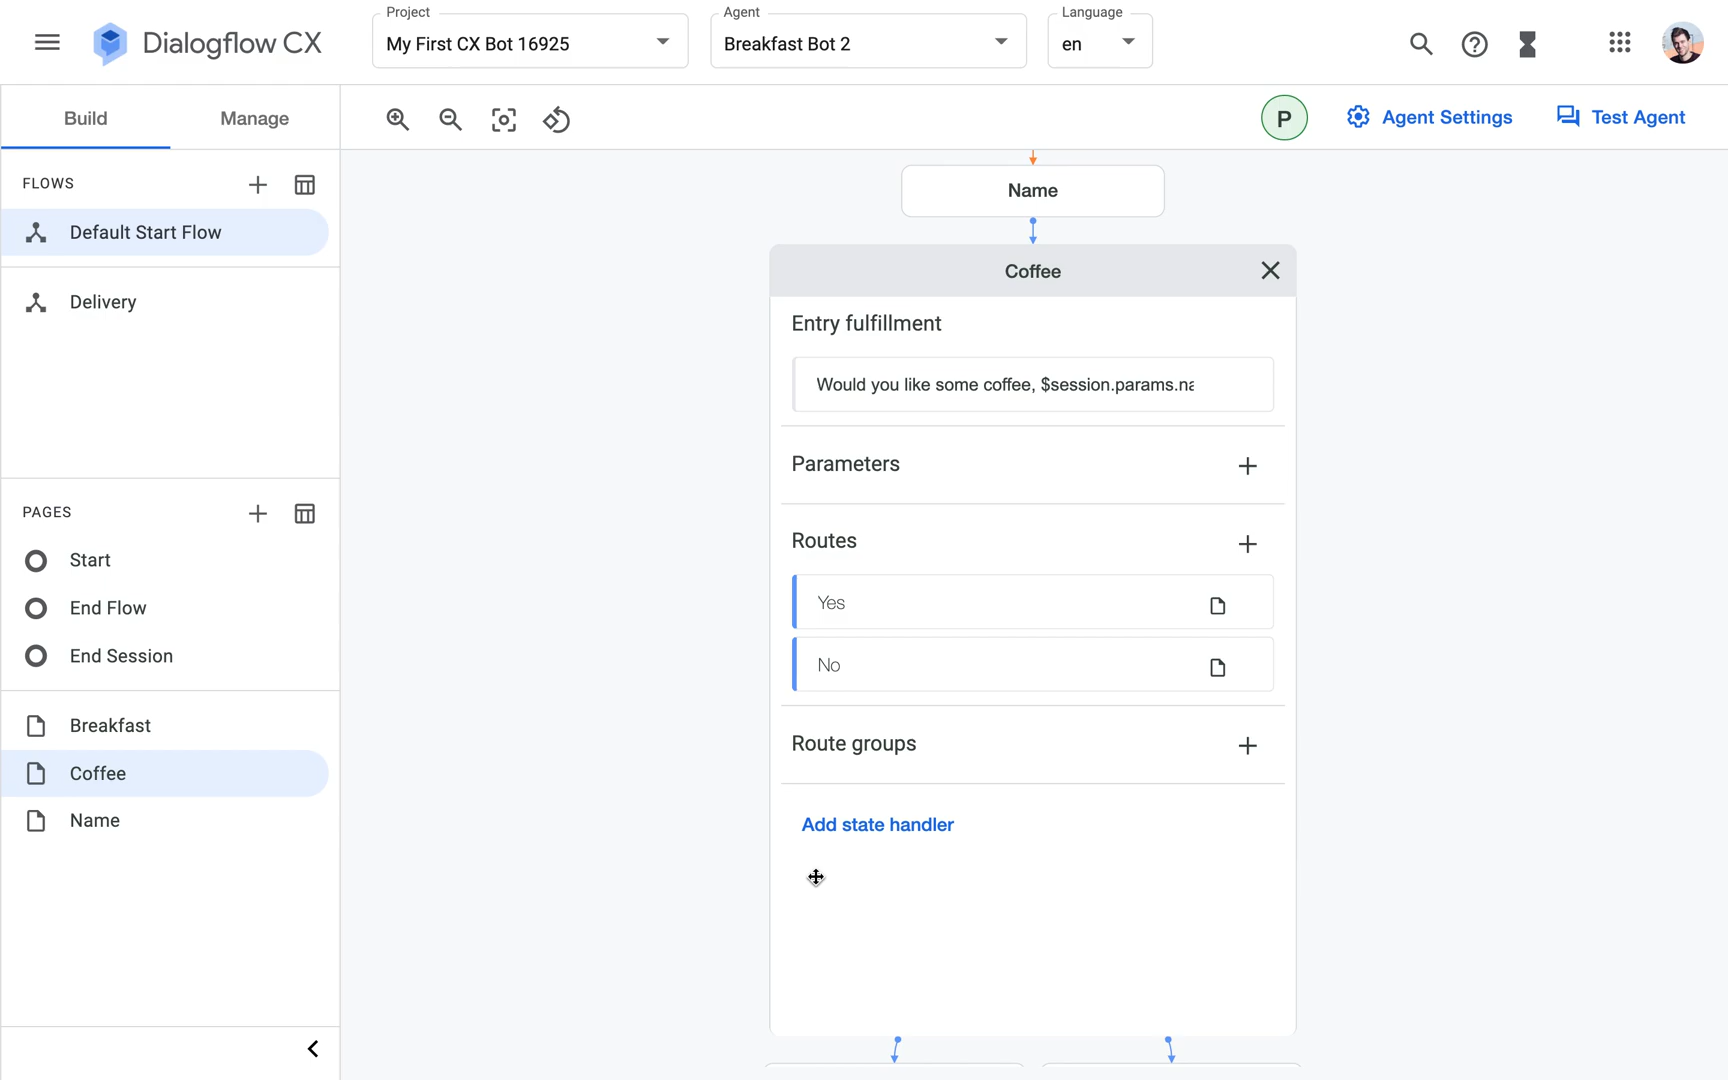 Dialogflow CX
Project
My First CX Bot 16925
Agent
Breakfast Bot 2
Language
en
Build
Manage
P
Agent Settings
Test Agent
FLOWS
Default Start Flow
Delivery
PAGES
Start
End Flow
End Session
Breakfast
Coffee
Name
Name
Coffee
Entry fulfillment
Would you like some coffee, $session.params.na
Parameters
Routes
Yes
No
Route groups
Add state handler